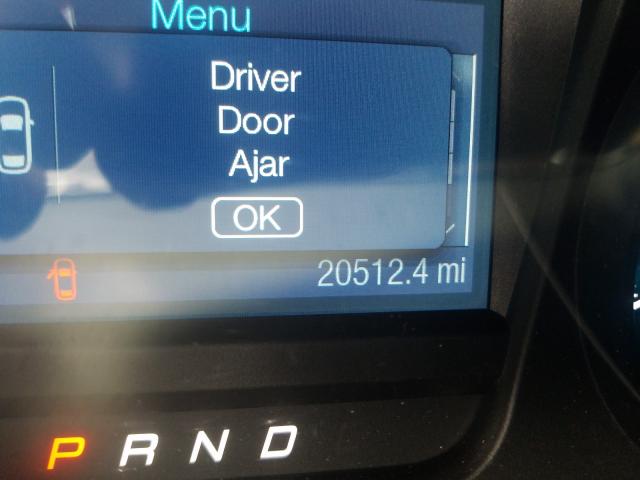 Menu
Driver
Door
Ajar
OK
20512.4 mi
P R N D